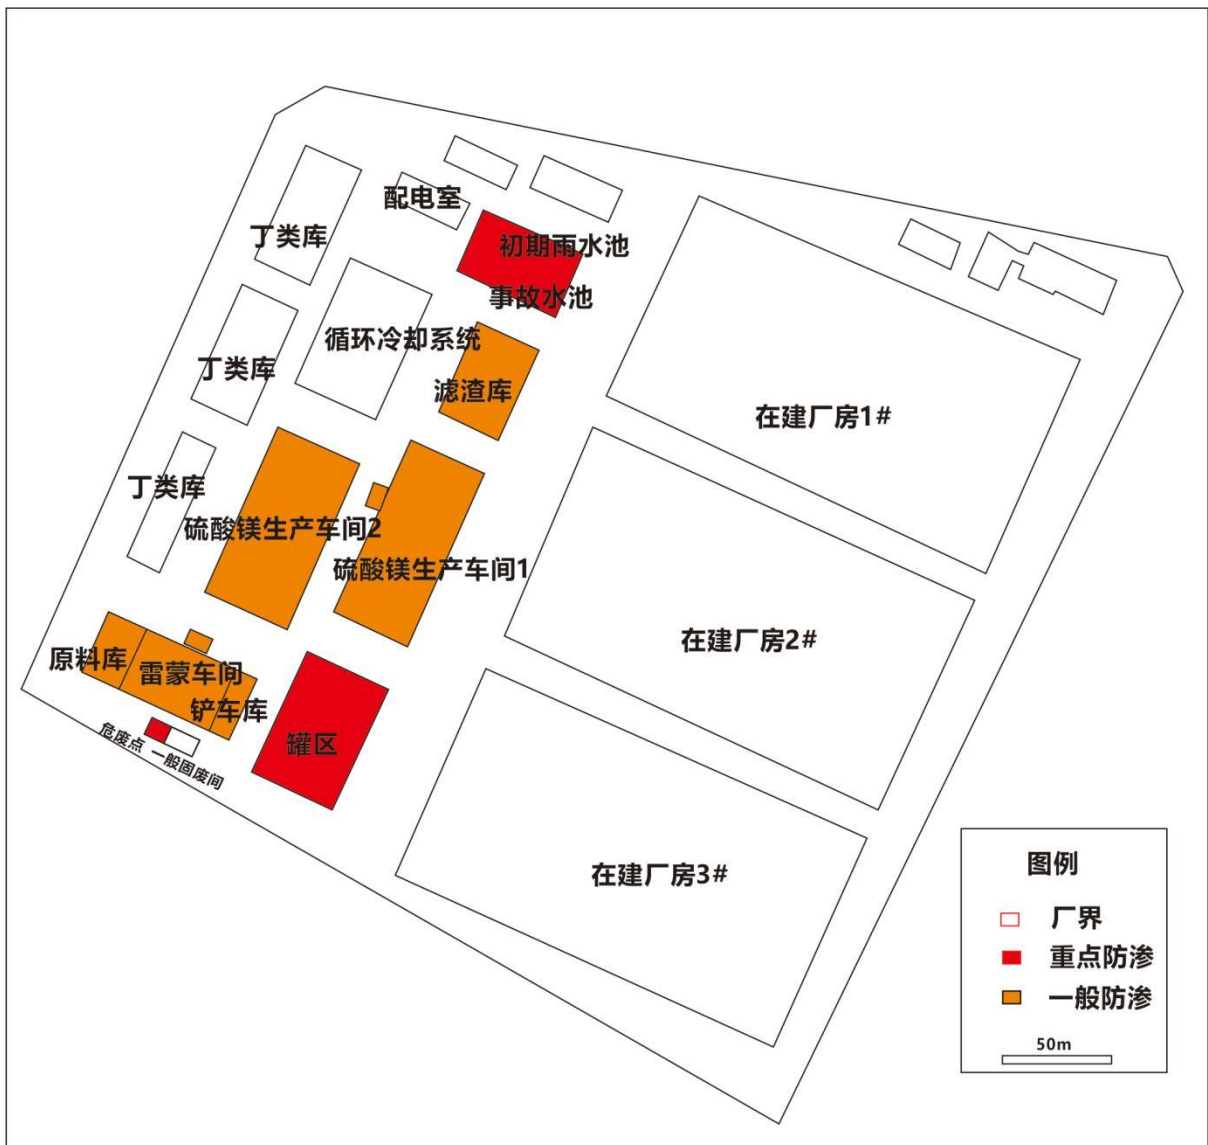 配电室
丁类库
初期雨水池
事故水池
循环冷却系统
丁类库
滤渣库
在建厂房1#
丁类库
硫酸镁生产车间2
硫酸镁生产车间1
在建厂房2#
原料库
雷蒙车间
铲车库
危废点
一般固废间
罐区
在建厂房3#
图例
厂界
重点防渗
一般防渗
50m